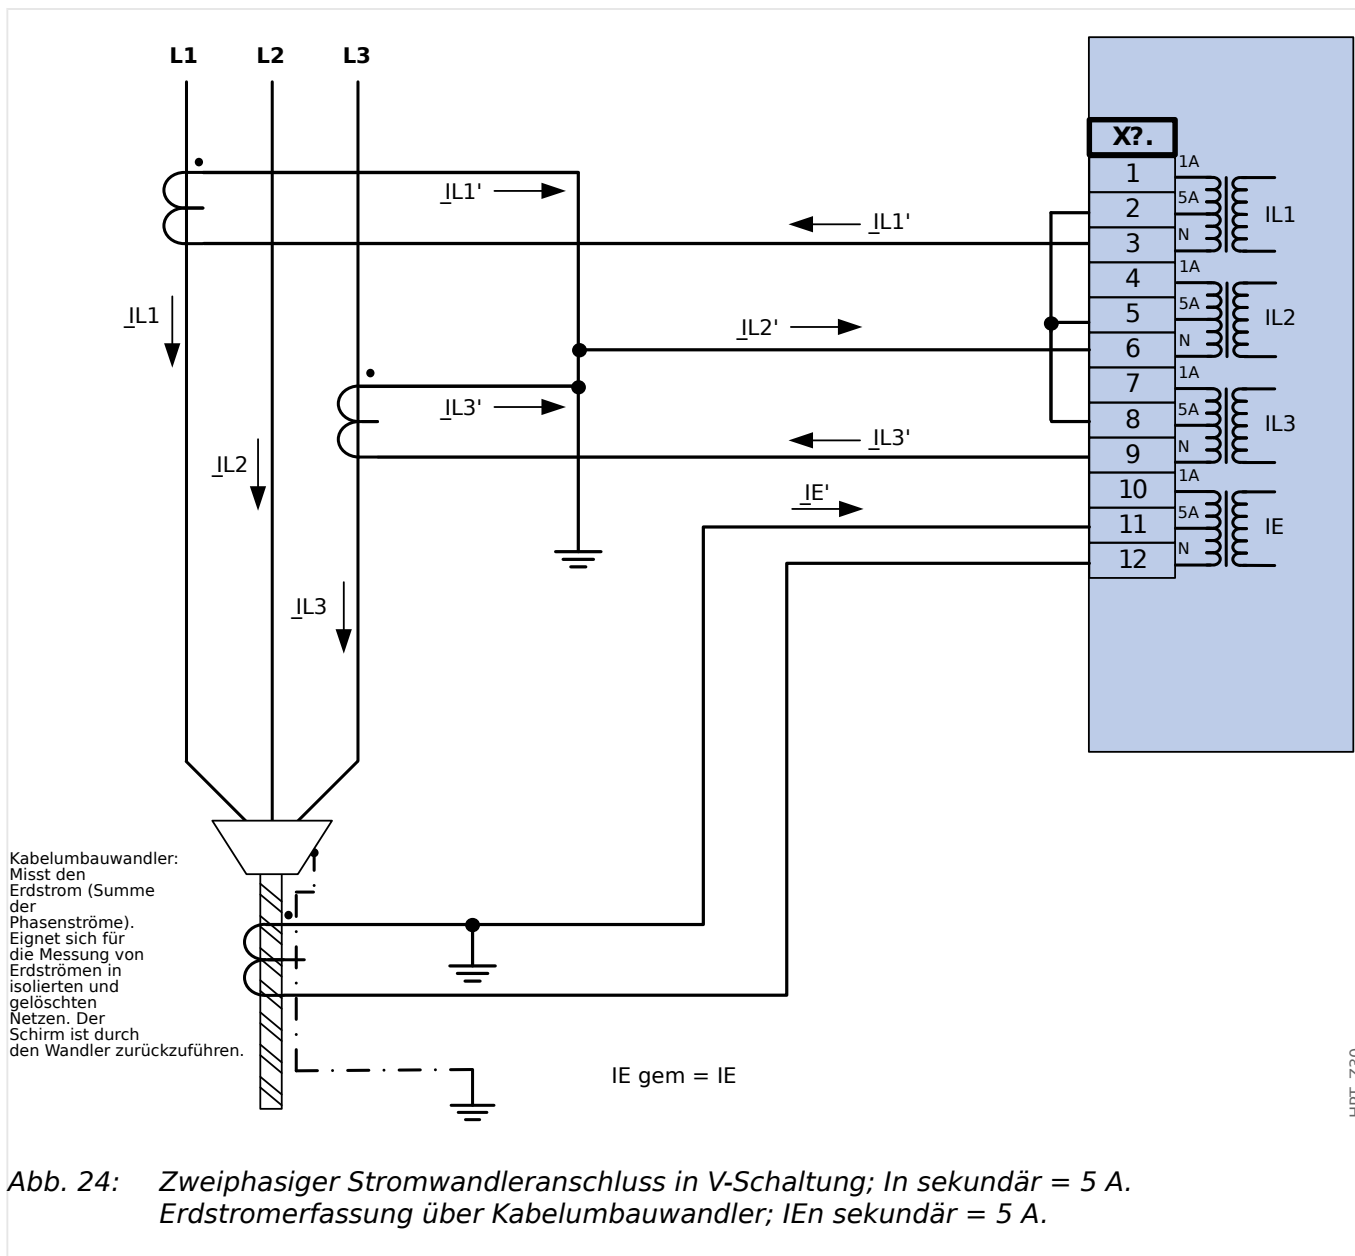 L1 L2 L3
X?.
1 1A
2 5A IL1
3 N
4 1A
5 5A IL2
6 N
7 1A
8 5A IL3
9 N
10 1A
11 5A IE
12 N
IL1'
IL1'
IL1
IL2'
IL3'
IL3'
IL2
IE'
IL3
Kabelumbauwandler:
Misst den
Erdstrom (Summe
der
Phasenströme).
Eignet sich für
die Messung von
Erdströmen in
isolierten und
gelöschten
Netzen. Der
Schirm ist durch
den Wandler zurückzuführen.
IE gem = IE
Abb. 24: Zweiphasiger Stromwandleranschluss in V-Schaltung; In sekundär = 5 A.
Erdstromerfassung über Kabelumbauwandler; IEn sekundär = 5 A.